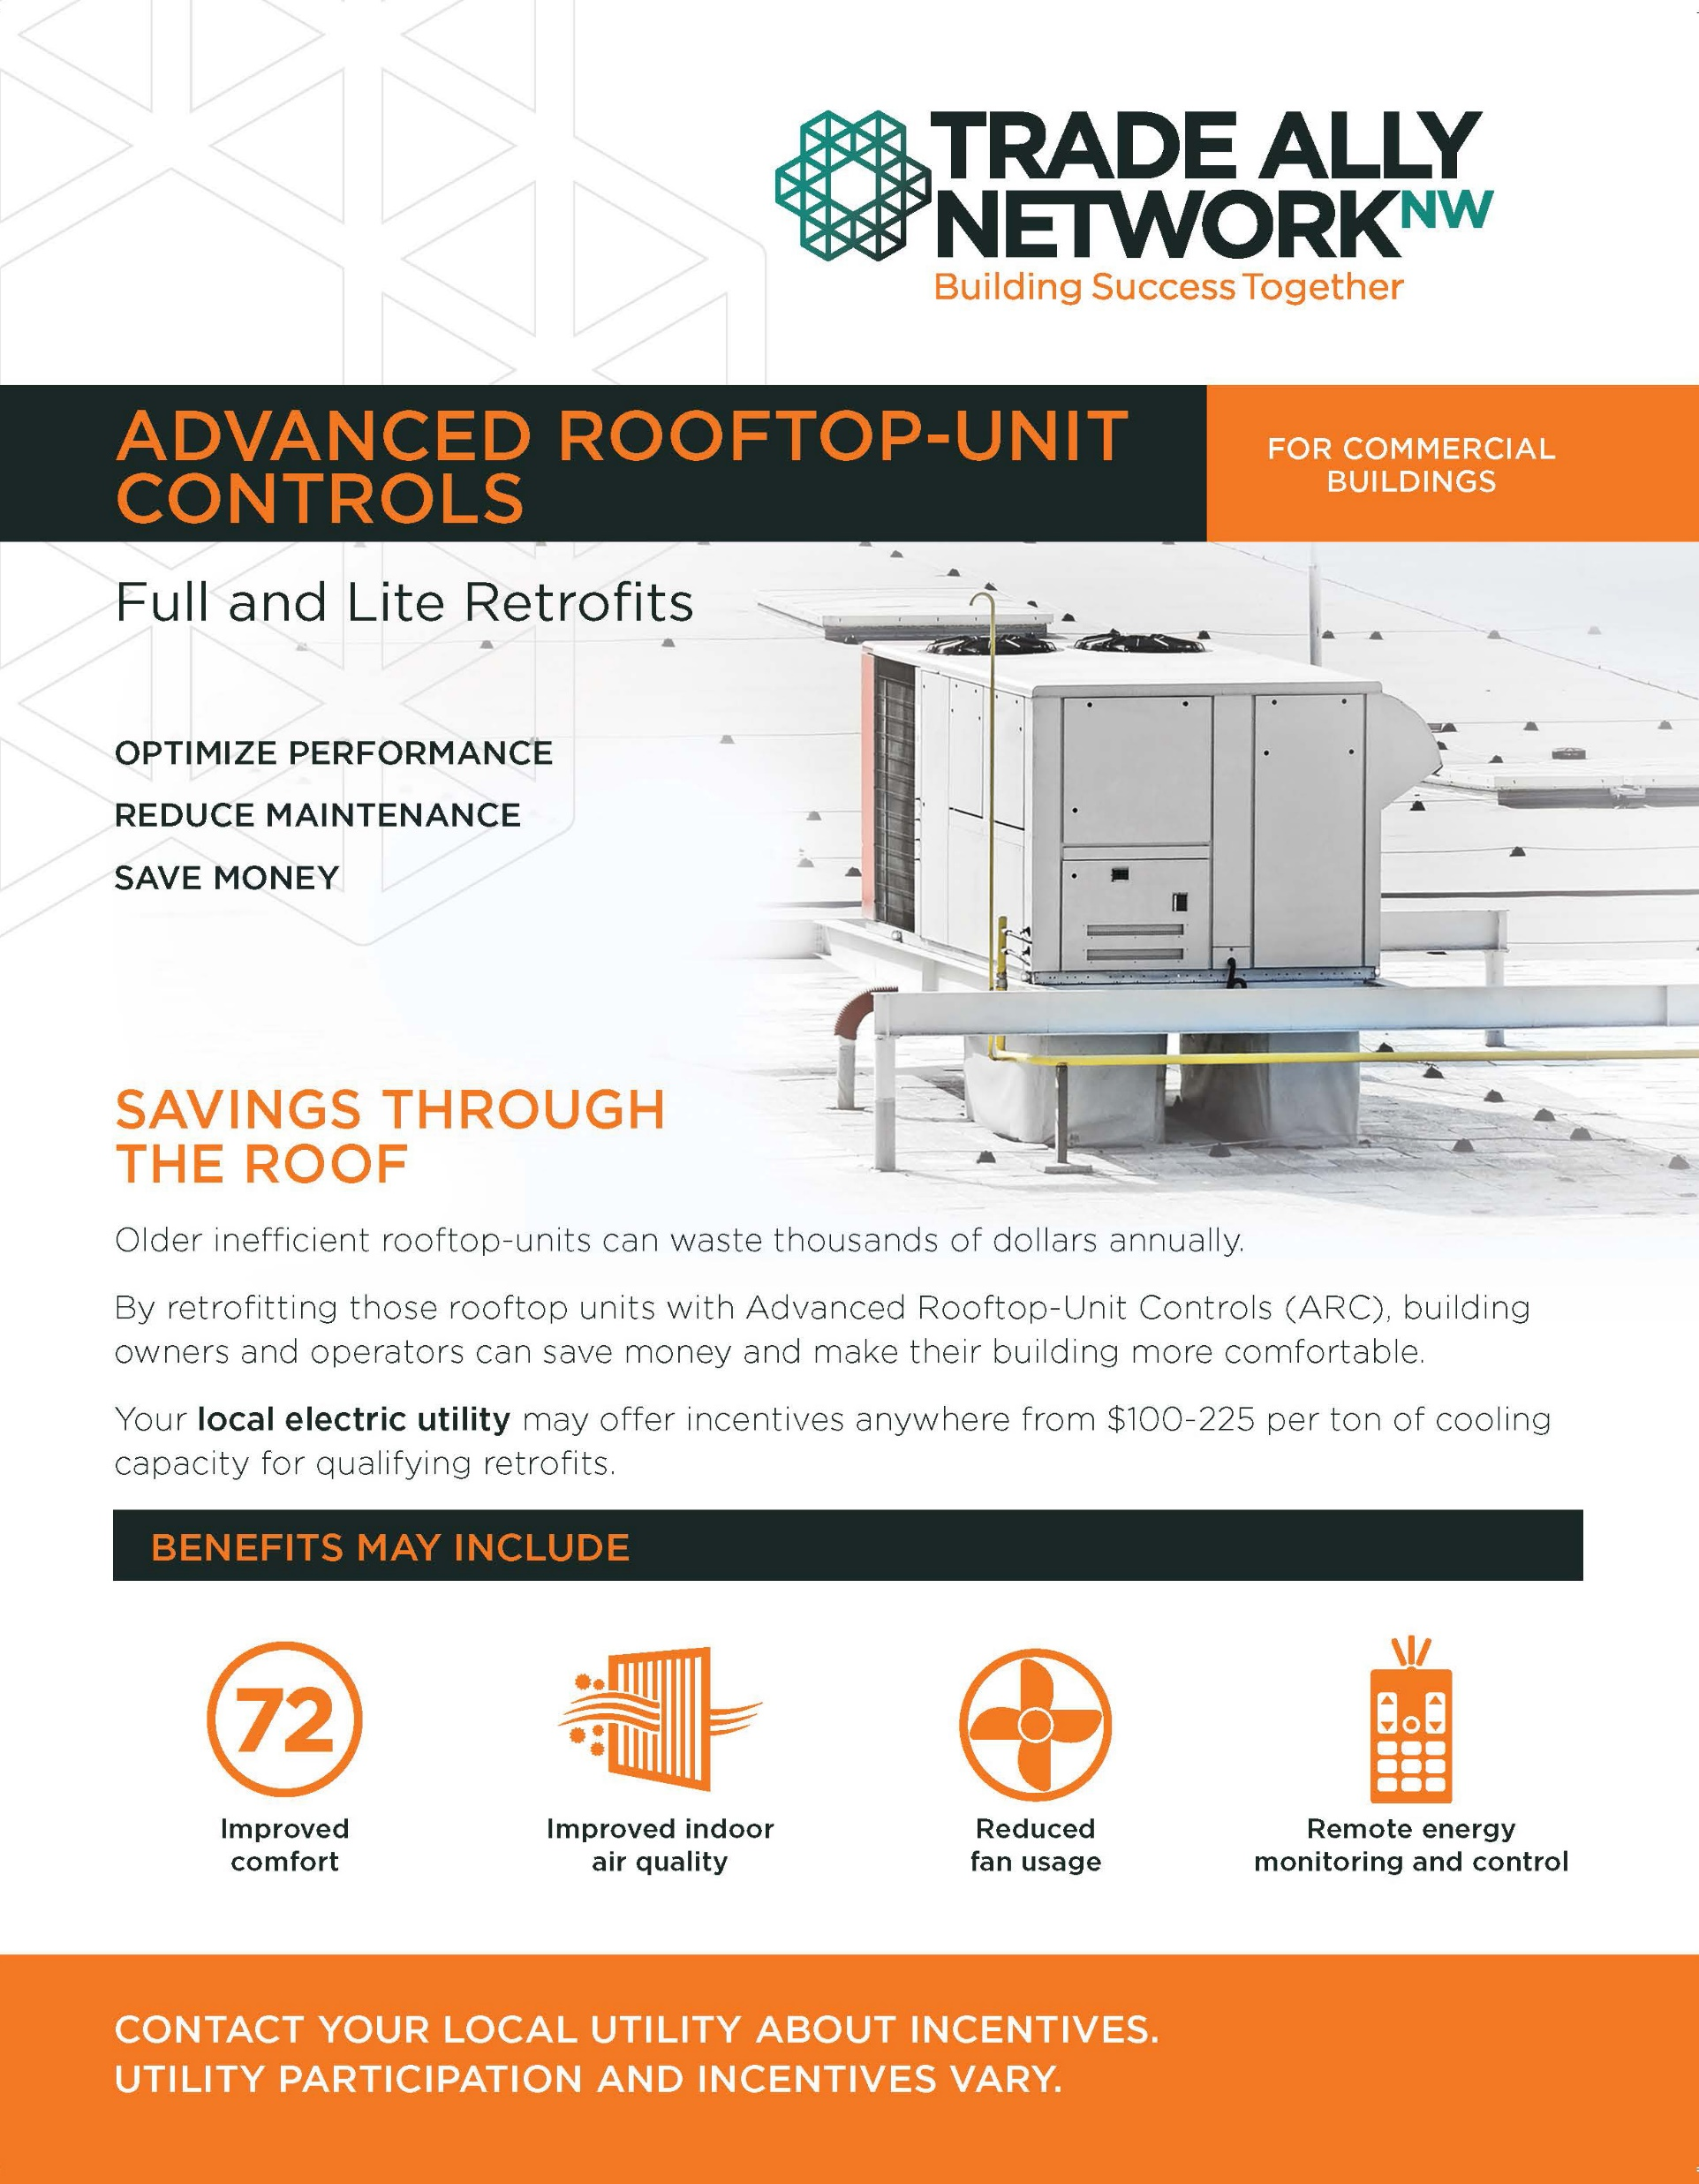 TRADE ALLY
NETWORKNW
Building Success Together
ADVANCED ROOFTOP-UNIT
CONTROLS
FOR COMMERCIAL
BUILDINGS
Full and Lite Retrofits
OPTIMIZE PERFORMANCE
REDUCE MAINTENANCE
SAVE MONEY
SAVINGS THROUGH
THE ROOF
Older inefficient rooftop-units can waste thousands of dollars annually.
By retrofitting those rooftop units with Advanced Rooftop-Unit Controls (ARC), building
owners and operators can save money and make their building more comfortable.
Your local electric utility may offer incentives anywhere from $100-225 per ton of cooling
capacity for qualifying retrofits.
BENEFITS MAY INCLUDE
72
Improved
comfort
Improved indoor
air quality
Reduced
fan usage
Remote energy
monitoring and control
CONTACT YOUR LOCAL UTILITY ABOUT INCENTIVES.
UTILITY PARTICIPATION AND INCENTIVES VARY.